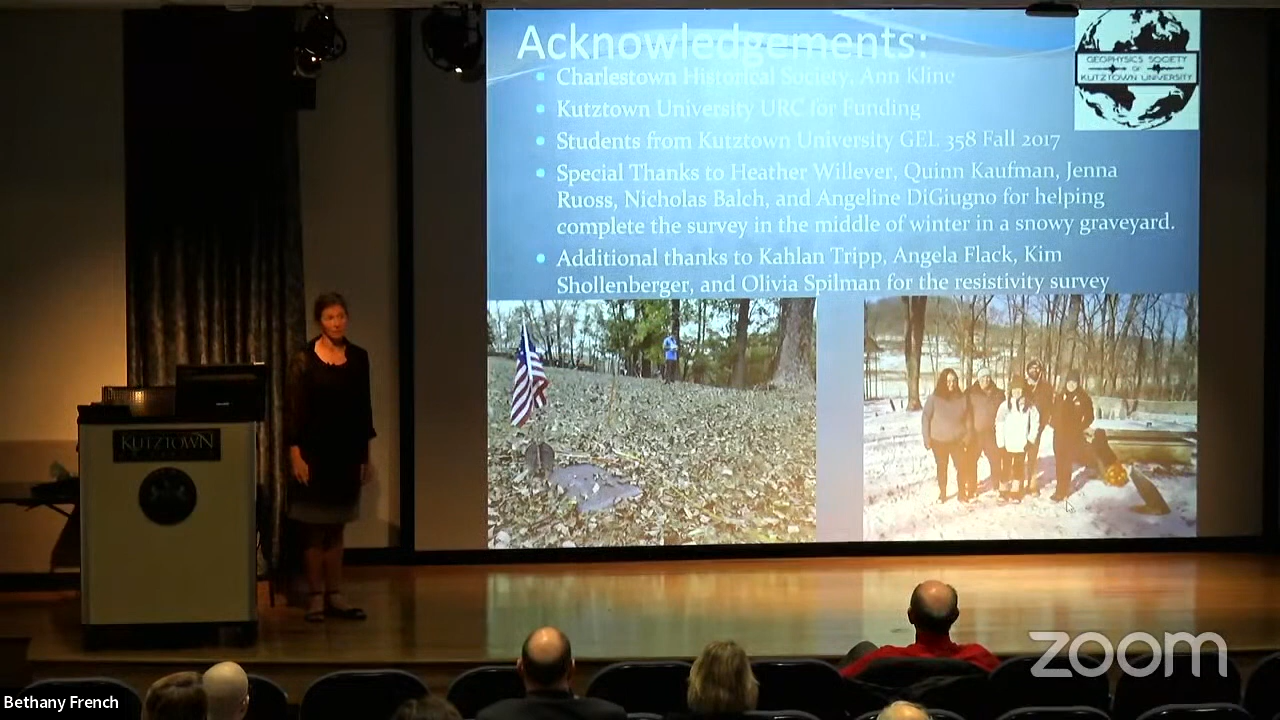 Acknowledgements:
Charlestown Historical Society, Ann Kline
Kutztown University URC for Funding
Students from Kutztown University GEL 358 Fall 2017
Special Thanks to Heather Willever, Quinn Kaufman, Jenna
Ruoss, Nicholas Balch, and Angeline DiGiugno for helping
complete the survey in the middle of winter in a snowy graveyard.
Additional thanks to Kahlan Tripp, Angela Flack, Kim
Shollenberger, and Olivia Spilman for the resistivity survey
GEOPHYSICS SOCIETY
OF
KUTZTOWN UNIVERSITY
KUTZTOWN
zoom
Bethany French